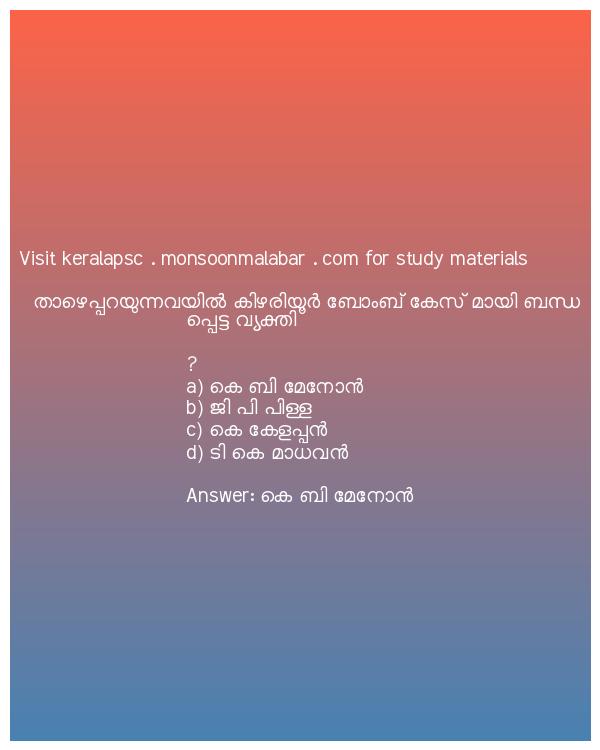 Visit keralapsc . monsoonmalabar . com for study materials
താഴെപ്പറയുന്നവയിൽ കിഴരിയൂർ ബോംബ് കേസ് മായി ബന്ധ
പ്പെട്ട വ്യക്തി
?
a) കെ ബി മേനോൻ
b) ജി പി പിള്ള
c) കെ കേളപ്പൻ
d) ടി കെ മാധവൻ
Answer: കെ ബി മേനോൻ